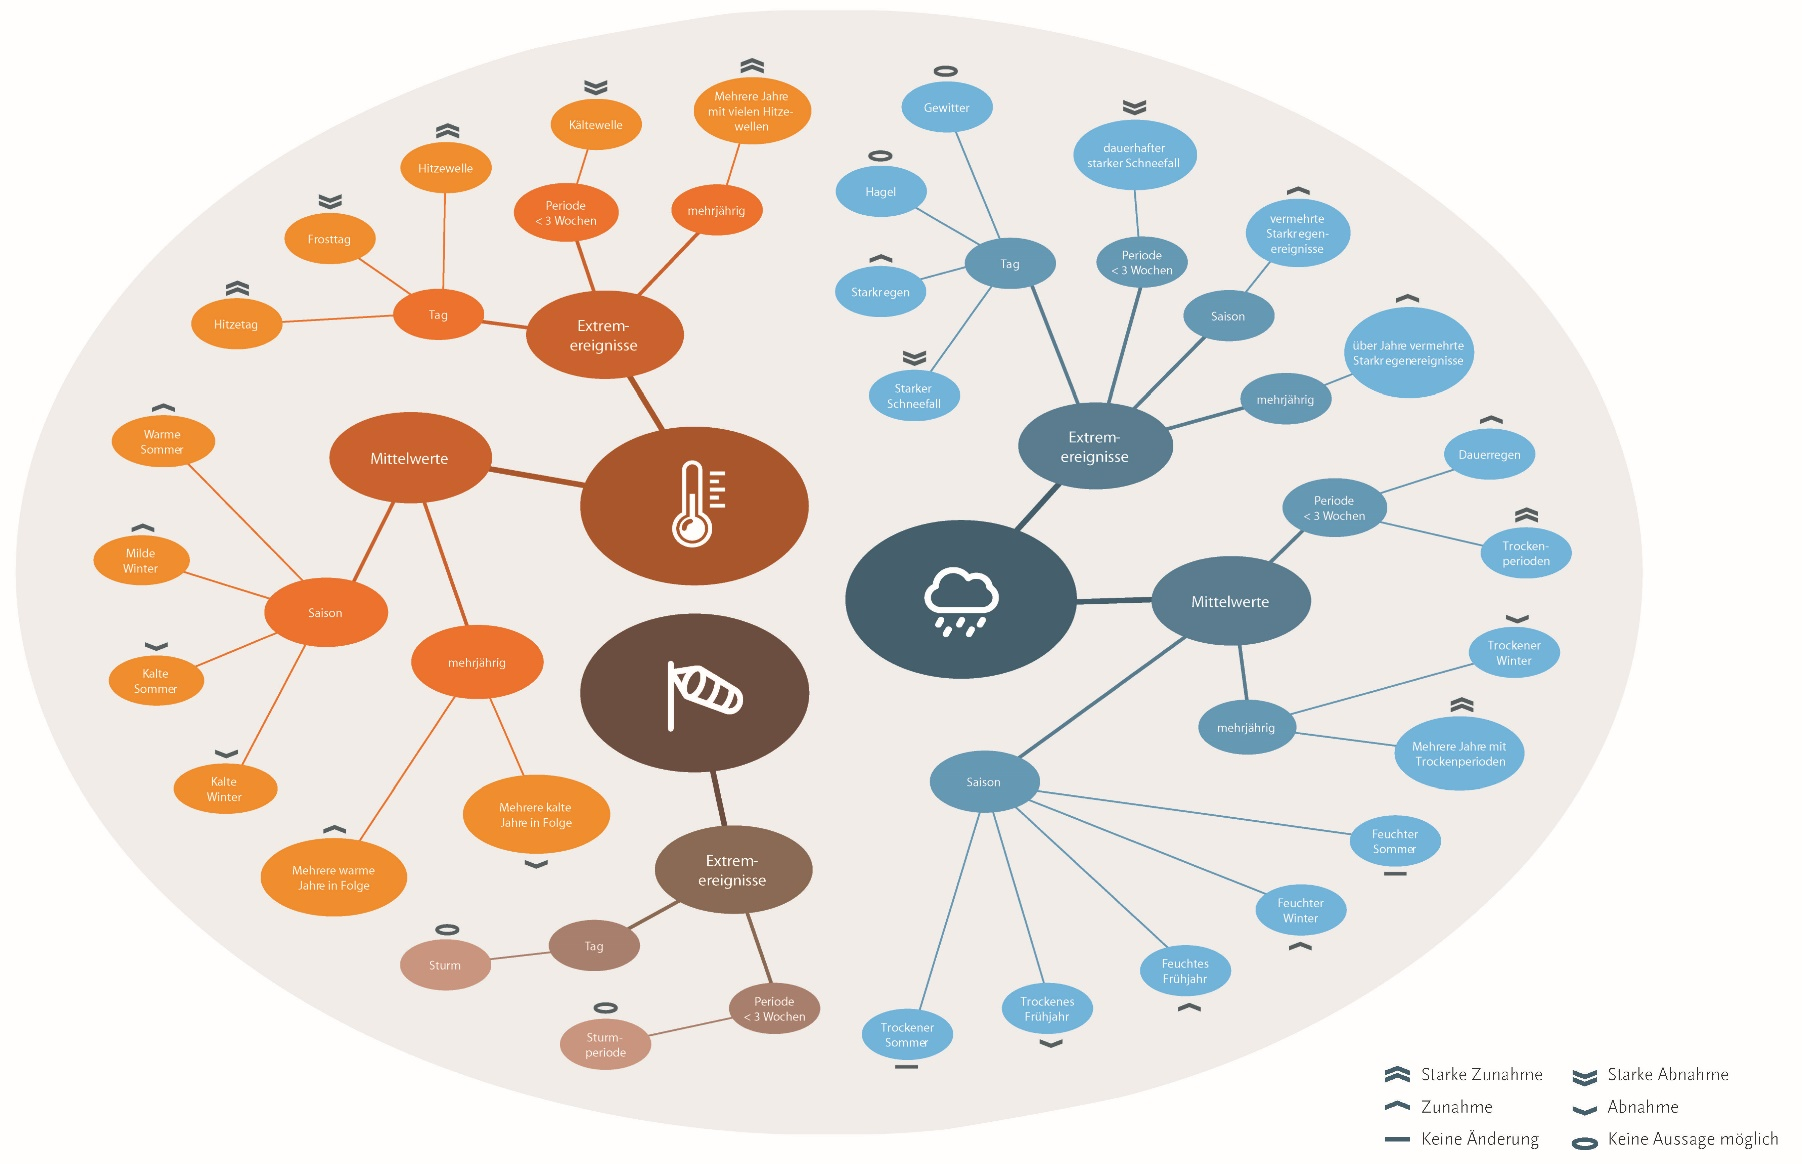 Mehrere Jahre
mit vielen Hitze-
wellen
Kältewelle
Hitzewelle
Frosttag
Hitzetag
Periode
< 3 Wochen
mehrjährig
Tag
Extrem-
ereignisse
Warme
Sommer
Mittelwerte
Milde
Winter
Saison
Kalte
Sommer
mehrjährig
Kalte
Winter
Mehrere kalte
Jahre in Folge
Mehrere warme
Jahre in Folge
Extrem-
ereignisse
Tag
Sturm
Periode
< 3 Wochen
Sturm-
periode
Gewitter
dauerhafter
starker Schneefall
Hagel
vermehrte
Starkregen-
ereignisse
Tag
Periode
< 3 Wochen
Starkregen
Saison
über Jahre vermehrte
Starkregenereignisse
Starker
Schneefall
mehrjährig
Extrem-
ereignisse
Dauerregen
Periode
< 3 Wochen
Trocken-
perioden
Mittelwerte
Trockener
Winter
mehrjährig
Mehrere Jahre mit
Trockenperioden
Saison
Feuchter
Sommer
Feuchter
Winter
Feuchtes
Frühjahr
Trockenes
Frühjahr
Trockener
Sommer
Starke Zunahme
Zunahme
Keine Änderung
Starke Abnahme
Abnahme
Keine Aussage möglich